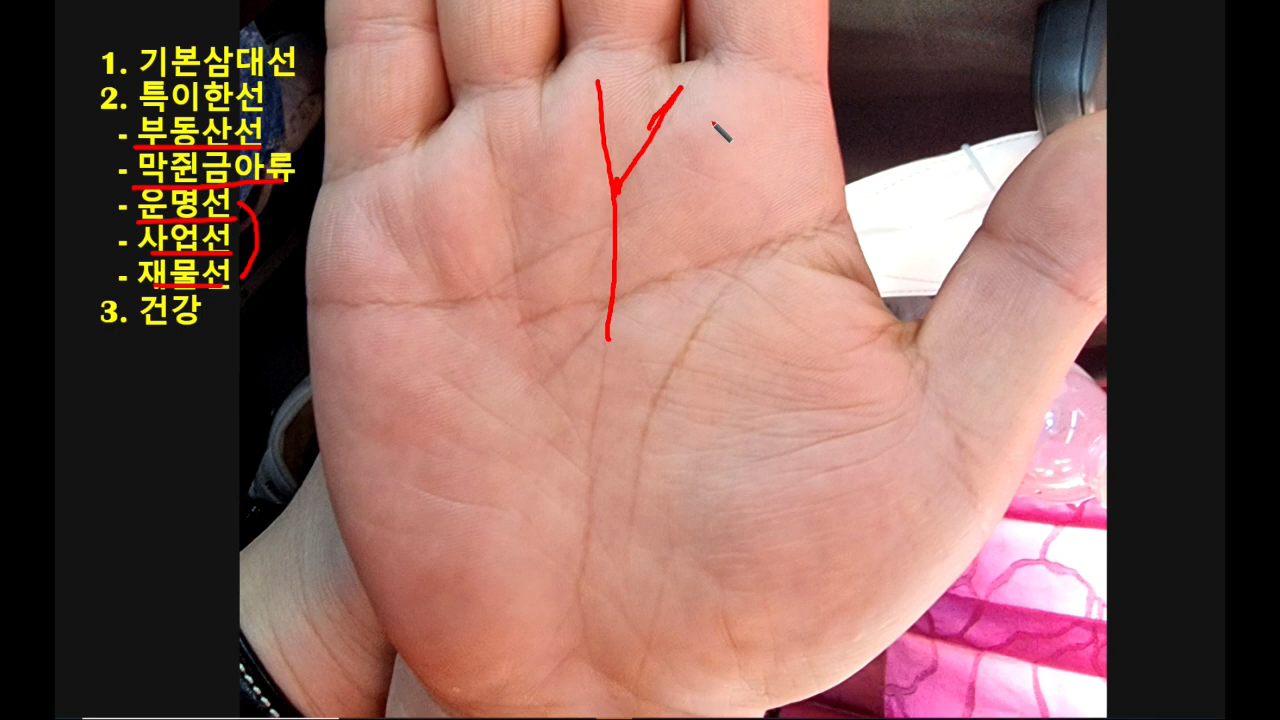 1. 기본삼대선
2. 특이한선
- 부동산선
- 막쥔금아류
- 운명선
- 사업선
- 재물선
3. 건강